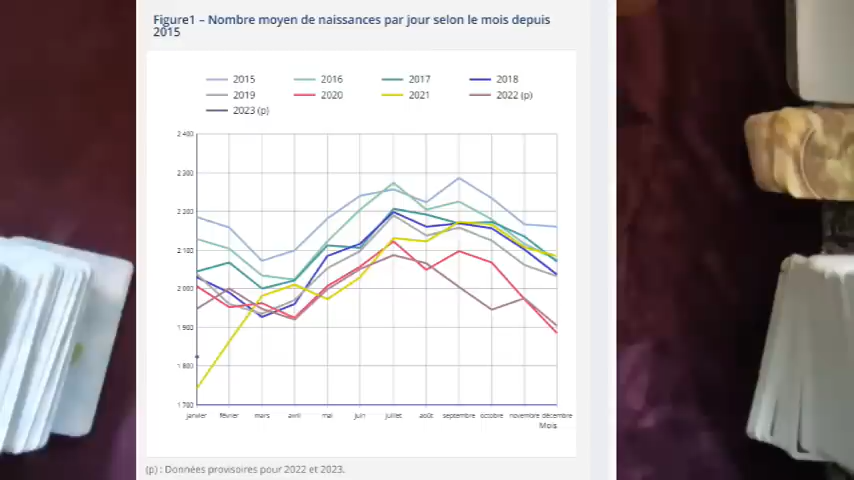 Figure1 – Nombre moyen de naissances par jour selon le mois depuis
2015
2015 2016 2017 2018
2019 2020 2021 2022 (p)
2023 (p)
2 400
2 300
2 200
2 100
2 000
1 900
1 800
1 700
janvier février mars avril mai juin juillet août septembre octobre novembre décembre
Mois
(p) : Données provisoires pour 2022 et 2023.